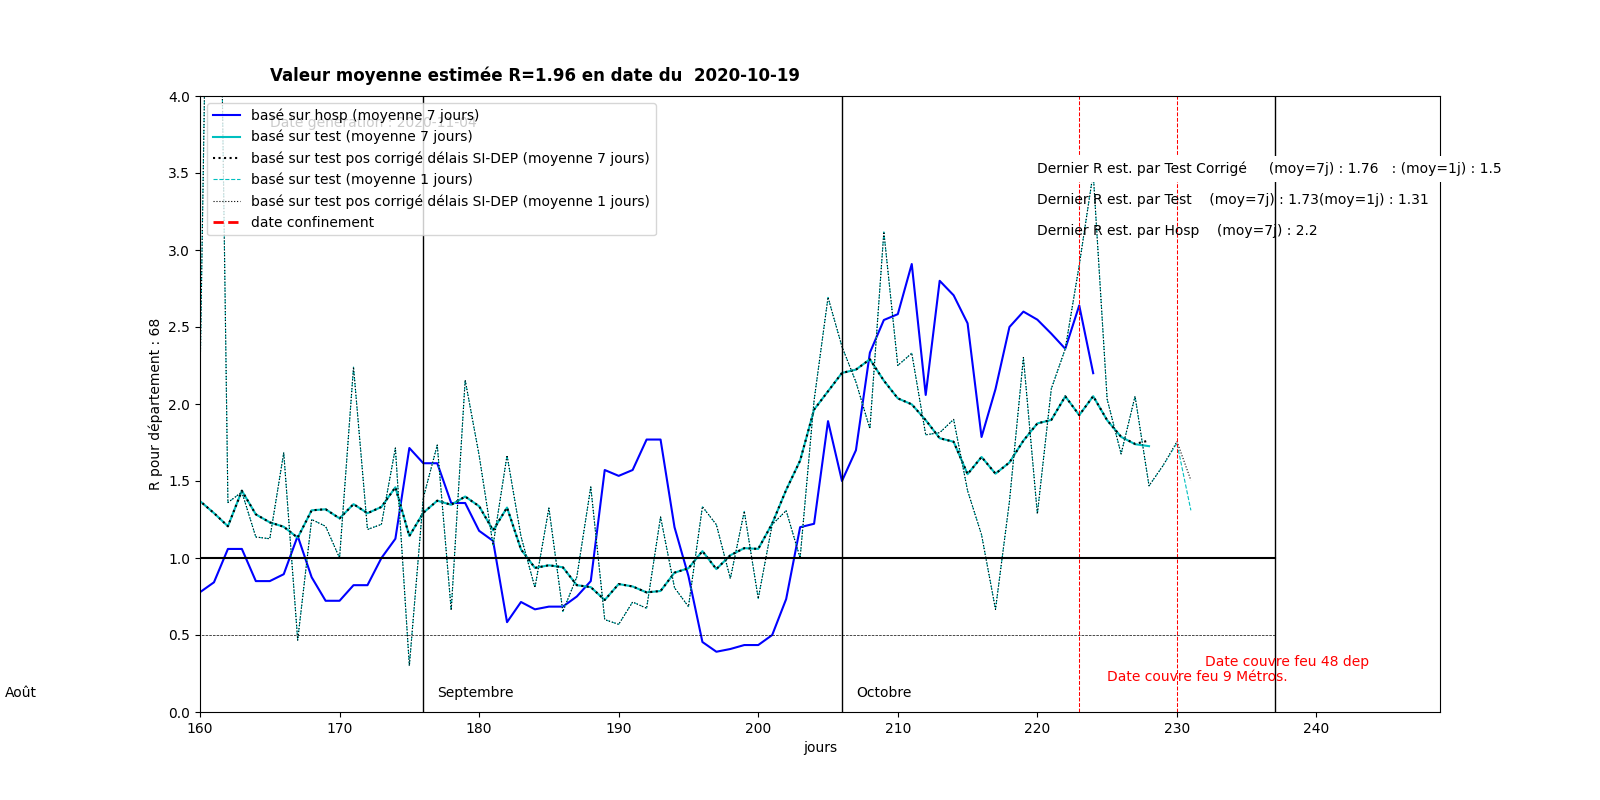 Valeur moyenne estimée R=1.96 en date du  2020-10-19
Date génération : 2020-11-04
basé sur hosp (moyenne 7 jours)
basé sur test (moyenne 7 jours)
basé sur test pos corrigé délais SI-DEP (moyenne 7 jours)
basé sur test (moyenne 1 jours)
basé sur test pos corrigé délais SI-DEP (moyenne 1 jours)
date confinement
Dernier R est. par Test Corrigé (moy=7j) : 1.76 : (moy=1j) : 1.5
Dernier R est. par Test (moy=7j) : 1.73(moy=1j) : 1.31
Dernier R est. par Hosp (moy=7j) : 2.2
4.0
3.5
3.0
2.5
2.0
1.5
1.0
0.5
0.0
R pour département : 68
Date couvre feu 48 dep
Date couvre feu 9 Métros.
Août
Septembre
Octobre
160 170 180 190 200 210 220 230 240
jours